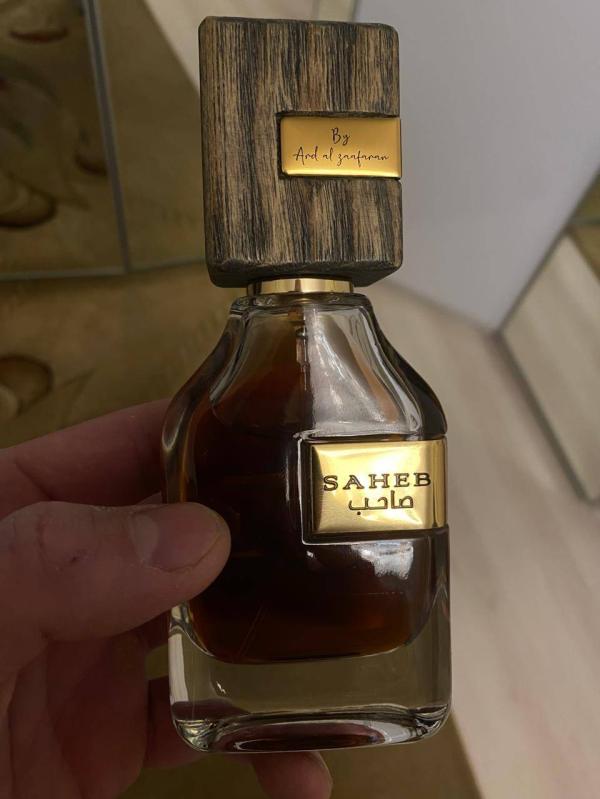 By
Ard al zaafaran
SAHEB
صاحب